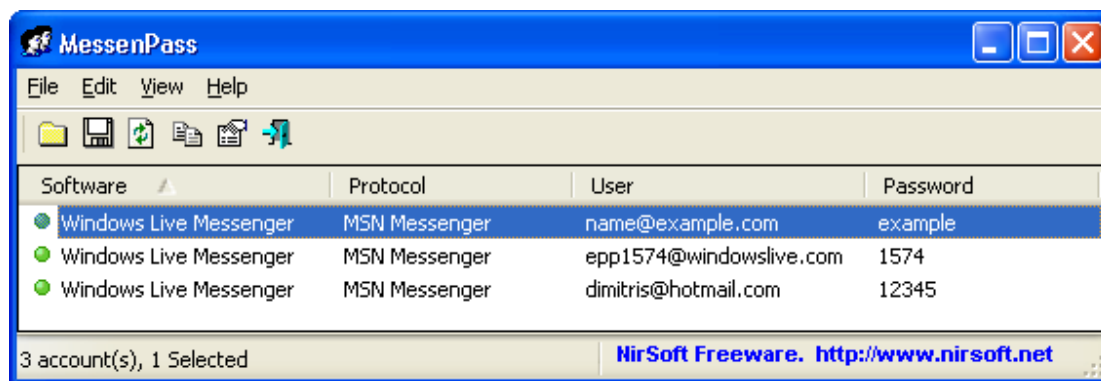 MessenPass
File Edit View Help
Software Protocol User Password
Windows Live Messenger MSN Messenger name@example.com example
Windows Live Messenger MSN Messenger epp1574@windowslive.com 1574
Windows Live Messenger MSN Messenger dimitris@hotmail.com 12345
3 account(s), 1 Selected NirSoft Freeware. http://www.nirsoft.net